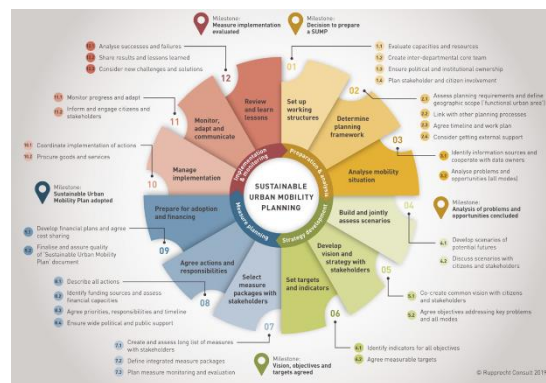 Milestone:
Measure implementation
evaluated
Milestone:
Decision to prepare
a SUMP
12.1 Analyse successes and failures
12.2 Share results and lessons learned
12.3 Consider new challenges and solutions
1.1 Evaluate capacities and resources
1.2 Create inter-departmental core team
1.3 Ensure political and institutional ownership
1.4 Plan stakeholder and citizen involvement
11.1 Monitor progress and adapt
11.2 Inform and engage citizens and
stakeholders
2.1 Assess planning requirements and define
geographic scope ('functional urban area')
2.2 Link with other planning processes
2.3 Agree timeline and work plan
2.4 Consider getting external support
10.1 Coordinate implementation of actions
10.2 Procure goods and services
3.1 Identify information sources and
cooperate with data owners
3.2 Analyse problems and
opportunities (all modes)
Milestone:
Sustainable Urban
Mobility Plan adopted
Milestone:
Analysis of problems and
opportunities concluded
9.1 Develop financial plans and agree
cost sharing
9.2 Finalise and assure quality of
'Sustainable Urban Mobility
Plan' document
4.1 Develop scenarios of
potential futures
4.2 Discuss scenarios with
citizens and stakeholders
8.1 Describe all actions
8.2 Identify funding sources and assess
financial capacities
8.3 Agree priorities, responsibilities and timeline
8.4 Ensure wide political and public support
5.1 Co-create common vision with citizens
and stakeholders
5.2 Agree objectives addressing key problems
and all modes
7.1 Create and assess long list of measures
with stakeholders
7.2 Define integrated measure packages
7.3 Plan measure monitoring and evaluation
6.1 Identify indicators for all objectives
6.2 Agree measurable targets
Milestone:
Vision, objectives and
targets agreed
01
Set up
working
structures
02
Determine
planning
framework
03
Analyse mobility
situation
04
Build and jointly
assess scenarios
05
Develop
vision and
strategy with
stakeholders
06
Set targets
and indicators
07
Select
measure
packages with
stakeholders
08
Agree actions and
responsibilities
09
Prepare for adoption
and financing
10
Manage
implementation
11
Monitor,
adapt and
communicate
12
Review
and learn
lessons
Preparation & analysis
Strategy development
Measure planning
Implementation
& monitoring
SUSTAINABLE
URBAN MOBILITY
PLANNING
© Rupprecht Consult 2019